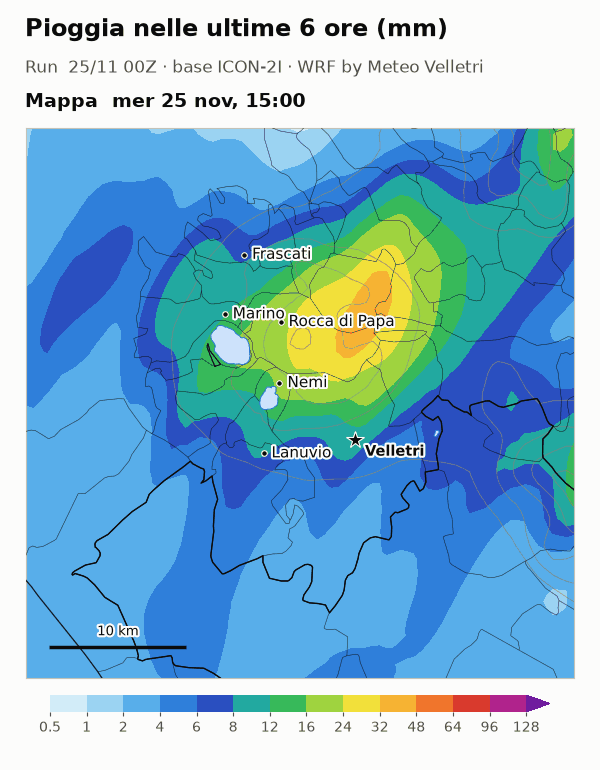 Pioggia nelle ultime 6 ore (mm)
Run  25/11 00Z · base ICON-2I · WRF by Meteo Velletri
Mappa  mer 25 nov, 15:00
Frascati
Marino
Rocca di Papa
Nemi
Velletri
Lanuvio
10 km
0.5 1 2 4 6 8 12 16 24 32 48 64 96 128